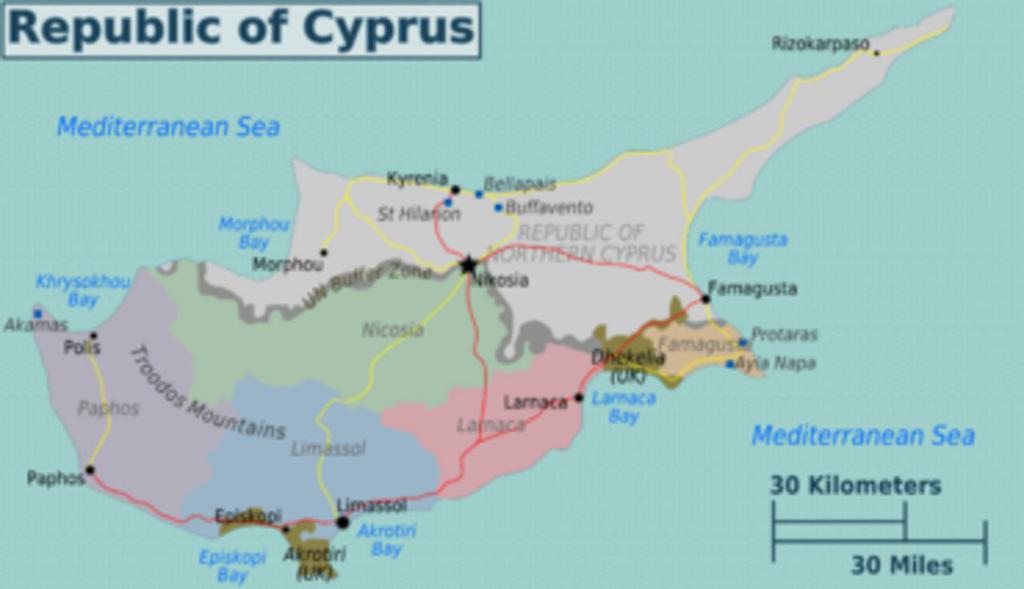 Republic of Cyprus
Rizokarpaso
Mediterranean Sea
Kyrenia
Bellapais
St Hilarion
Buffavento
Morphou
Bay
REPUBLIC OF
NORTHERN CYPRUS
Famagusta
Bay
Morphou
UN Buffer Zone
Nikosia
Khrysokhou
Bay
Famagusta
Akamas
Polis
Nicosia
Protaras
Famagusta
Ayia Napa
Dhekelia
(UK)
Troodos Mountains
Larnaca
Larnaca
Bay
Paphos
Larnaca
Limassol
Mediterranean Sea
Paphos
30 Kilometers
Limassol
Episkopi
Akrotiri
Bay
Episkopi
Bay
Akrotiri
(UK)
30 Miles